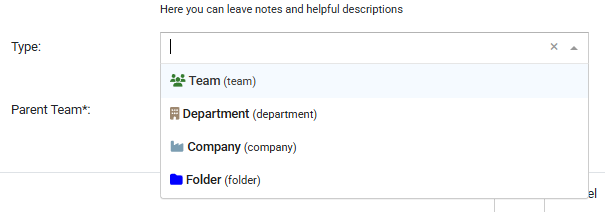 Here you can leave notes and helpful descriptions
Type:
Team (team)
Department (department)
Parent Team*:
Company (company)
Folder (folder)